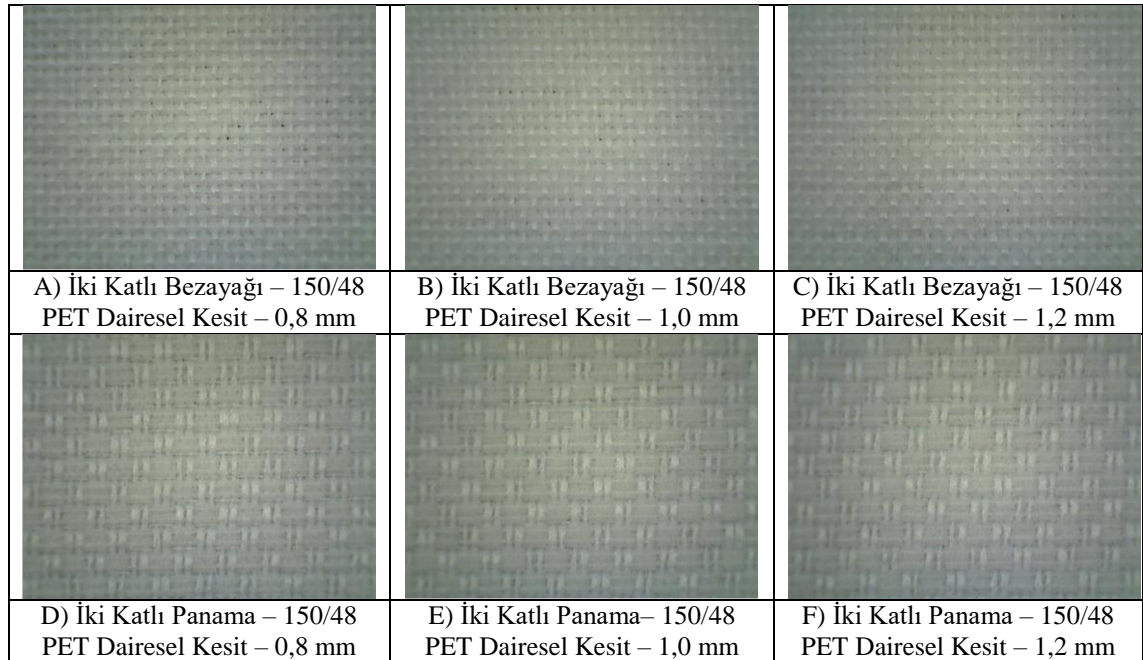 A) İki Katlı Bezayağı – 150/48
PET Dairesel Kesit – 0,8 mm
B) İki Katlı Bezayağı – 150/48
PET Dairesel Kesit – 1,0 mm
C) İki Katlı Bezayağı – 150/48
PET Dairesel Kesit – 1,2 mm
D) İki Katlı Panama – 150/48
PET Dairesel Kesit – 0,8 mm
E) İki Katlı Panama– 150/48
PET Dairesel Kesit – 1,0 mm
F) İki Katlı Panama – 150/48
PET Dairesel Kesit – 1,2 mm